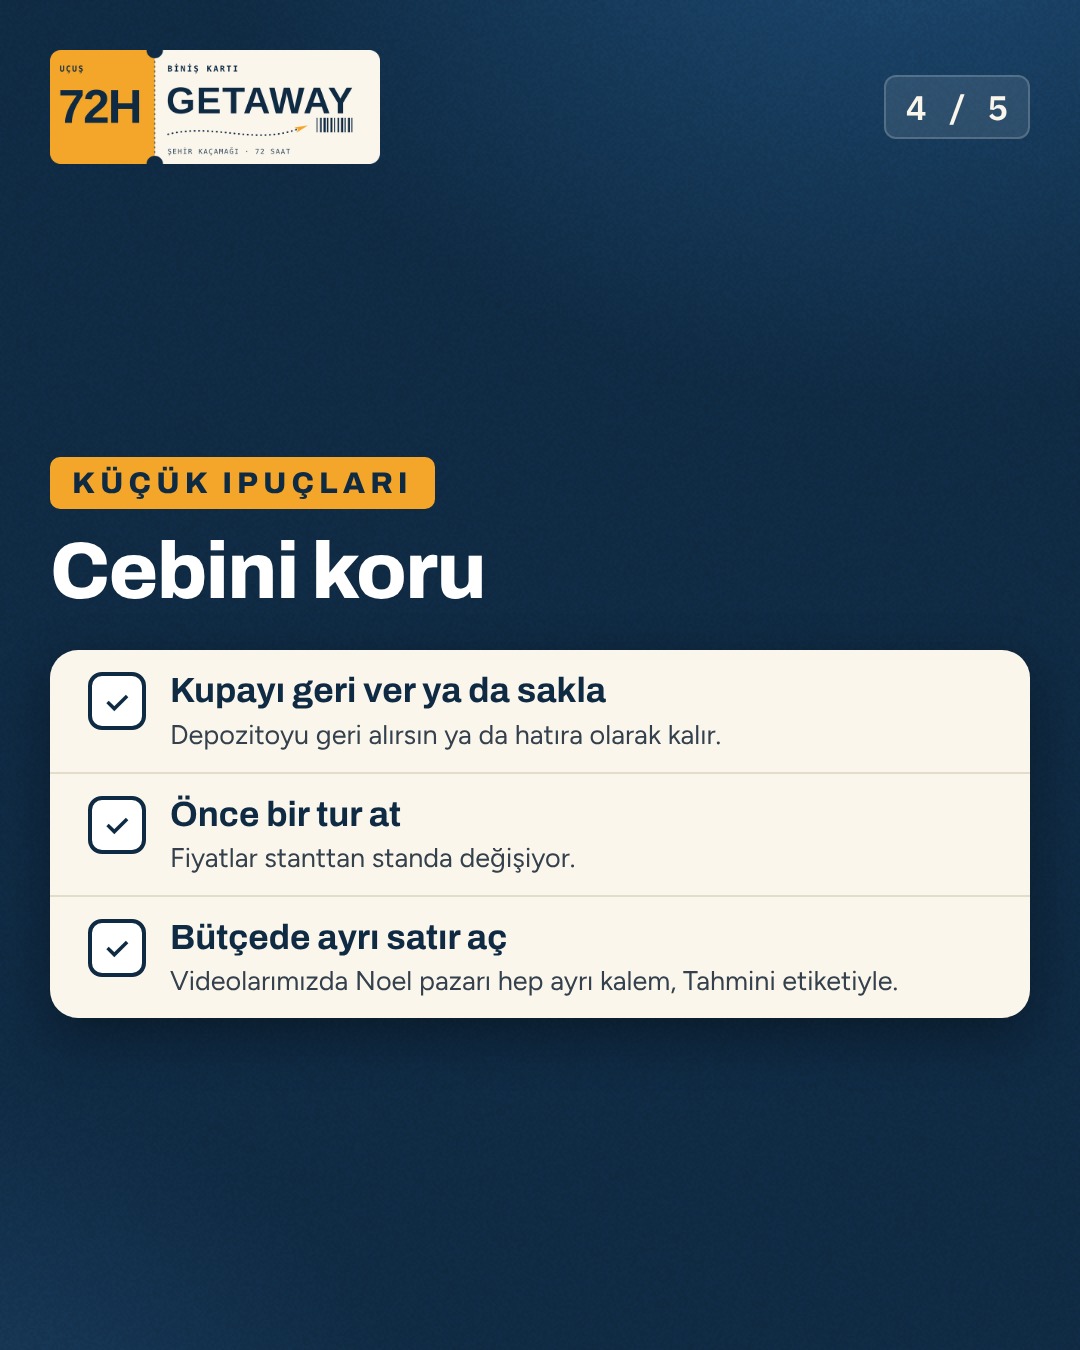 UÇUŞ
72H
BİNİŞ KARTI
GETAWAY
ŞEHİR KAÇAMAĞI · 72 SAAT
4 / 5
KÜÇÜK IPUÇLARI
Cebini koru
Kupayı geri ver ya da sakla
Depozitoyu geri alırsın ya da hatıra olarak kalır.
Önce bir tur at
Fiyatlar stanttan standa değişiyor.
Bütçede ayrı satır aç
Videolarımızda Noel pazarı hep ayrı kalem, Tahmini etiketiyle.